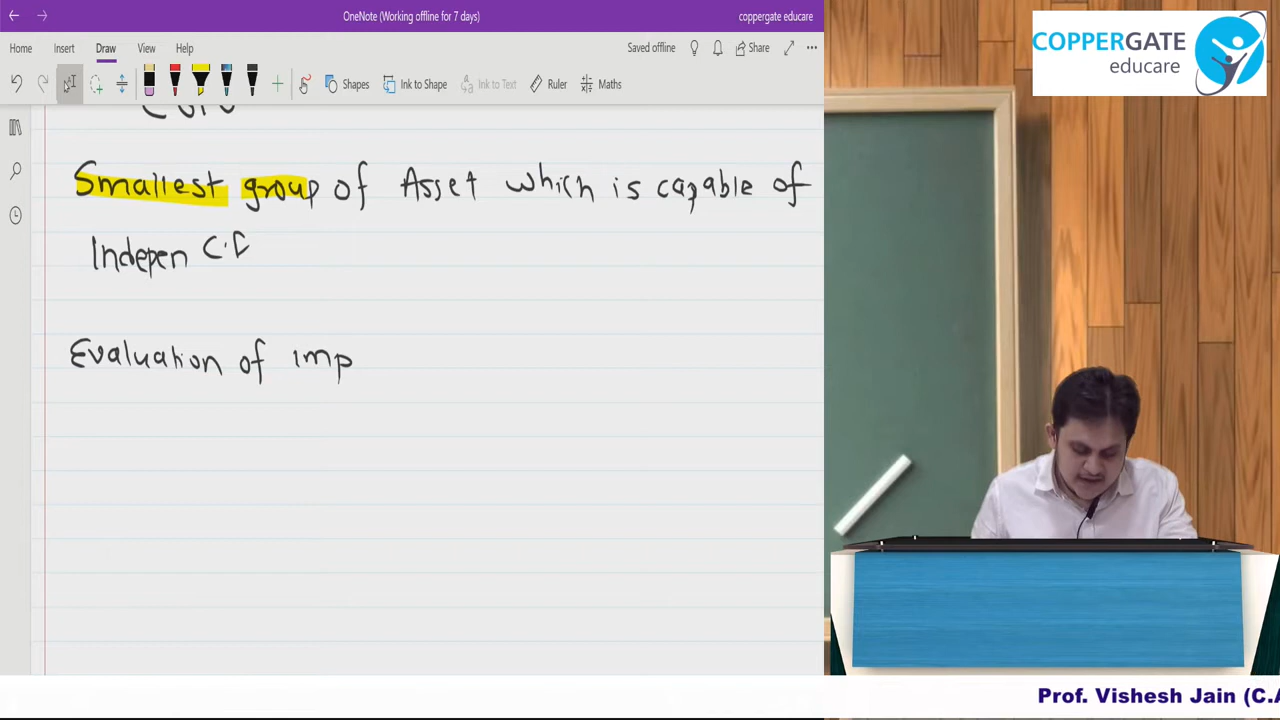 OneNote (Working offline for 7 days)
coppergate educare
Home Insert Draw View Help
Saved offline
Share
Shapes
Ink to Shape
Ink to Text
Ruler
Maths
Smallest group of Asset which is capable of
Indepen
Evaluation of imp
COPPERGATE
educare
Prof. Vishesh Jain (C.A